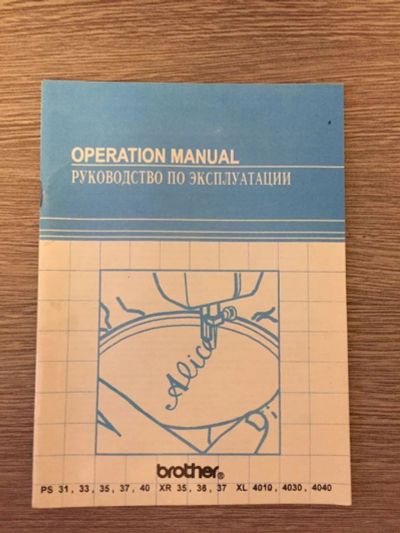 OPERATION MANUAL
РУКОВОДСТВО ПО ЭКСПЛУАТАЦИИ
Alice
Di
brother®
PS 31, 33, 35, 37, 40 XR 35, 36, 37 XL 4010, 4030, 4040